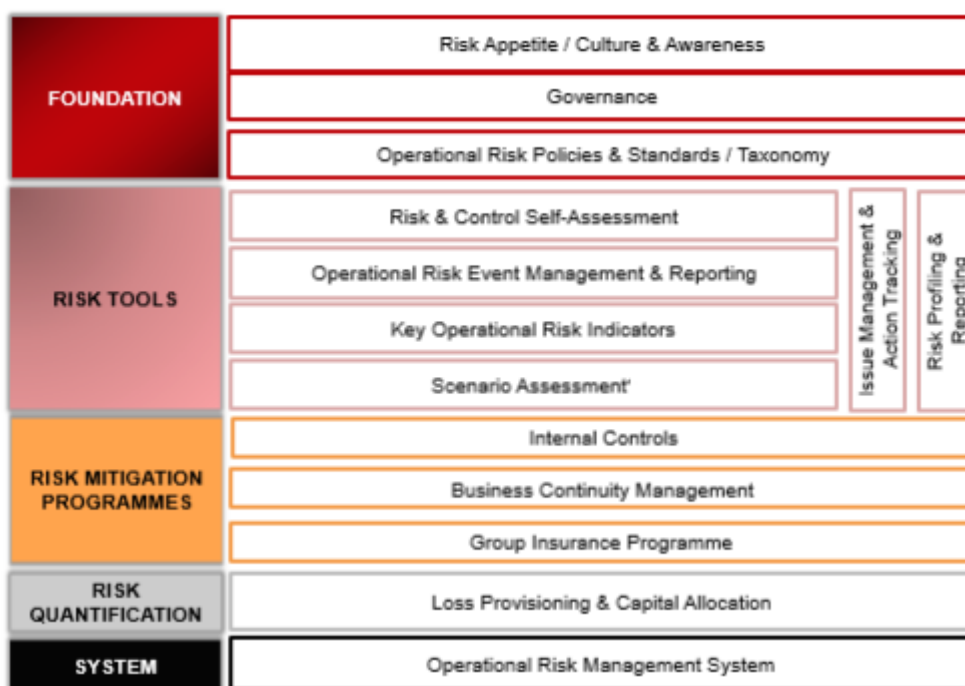 FOUNDATION
Risk Appetite / Culture & Awareness
Governance
Operational Risk Policies & Standards / Taxonomy
RISK TOOLS
Risk & Control Self-Assessment
Operational Risk Event Management & Reporting
Key Operational Risk Indicators
Scenario Assessment'
Issue Management &
Action Tracking
Risk Profiling &
Reporting
RISK MITIGATION
PROGRAMMES
Internal Controls
Business Continuity Management
Group Insurance Programme
RISK
QUANTIFICATION
Loss Provisioning & Capital Allocation
SYSTEM
Operational Risk Management System